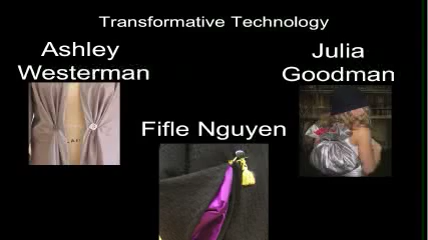 Transformative Technology
Ashley
Westerman
Julia
Goodman
Fifle Nguyen